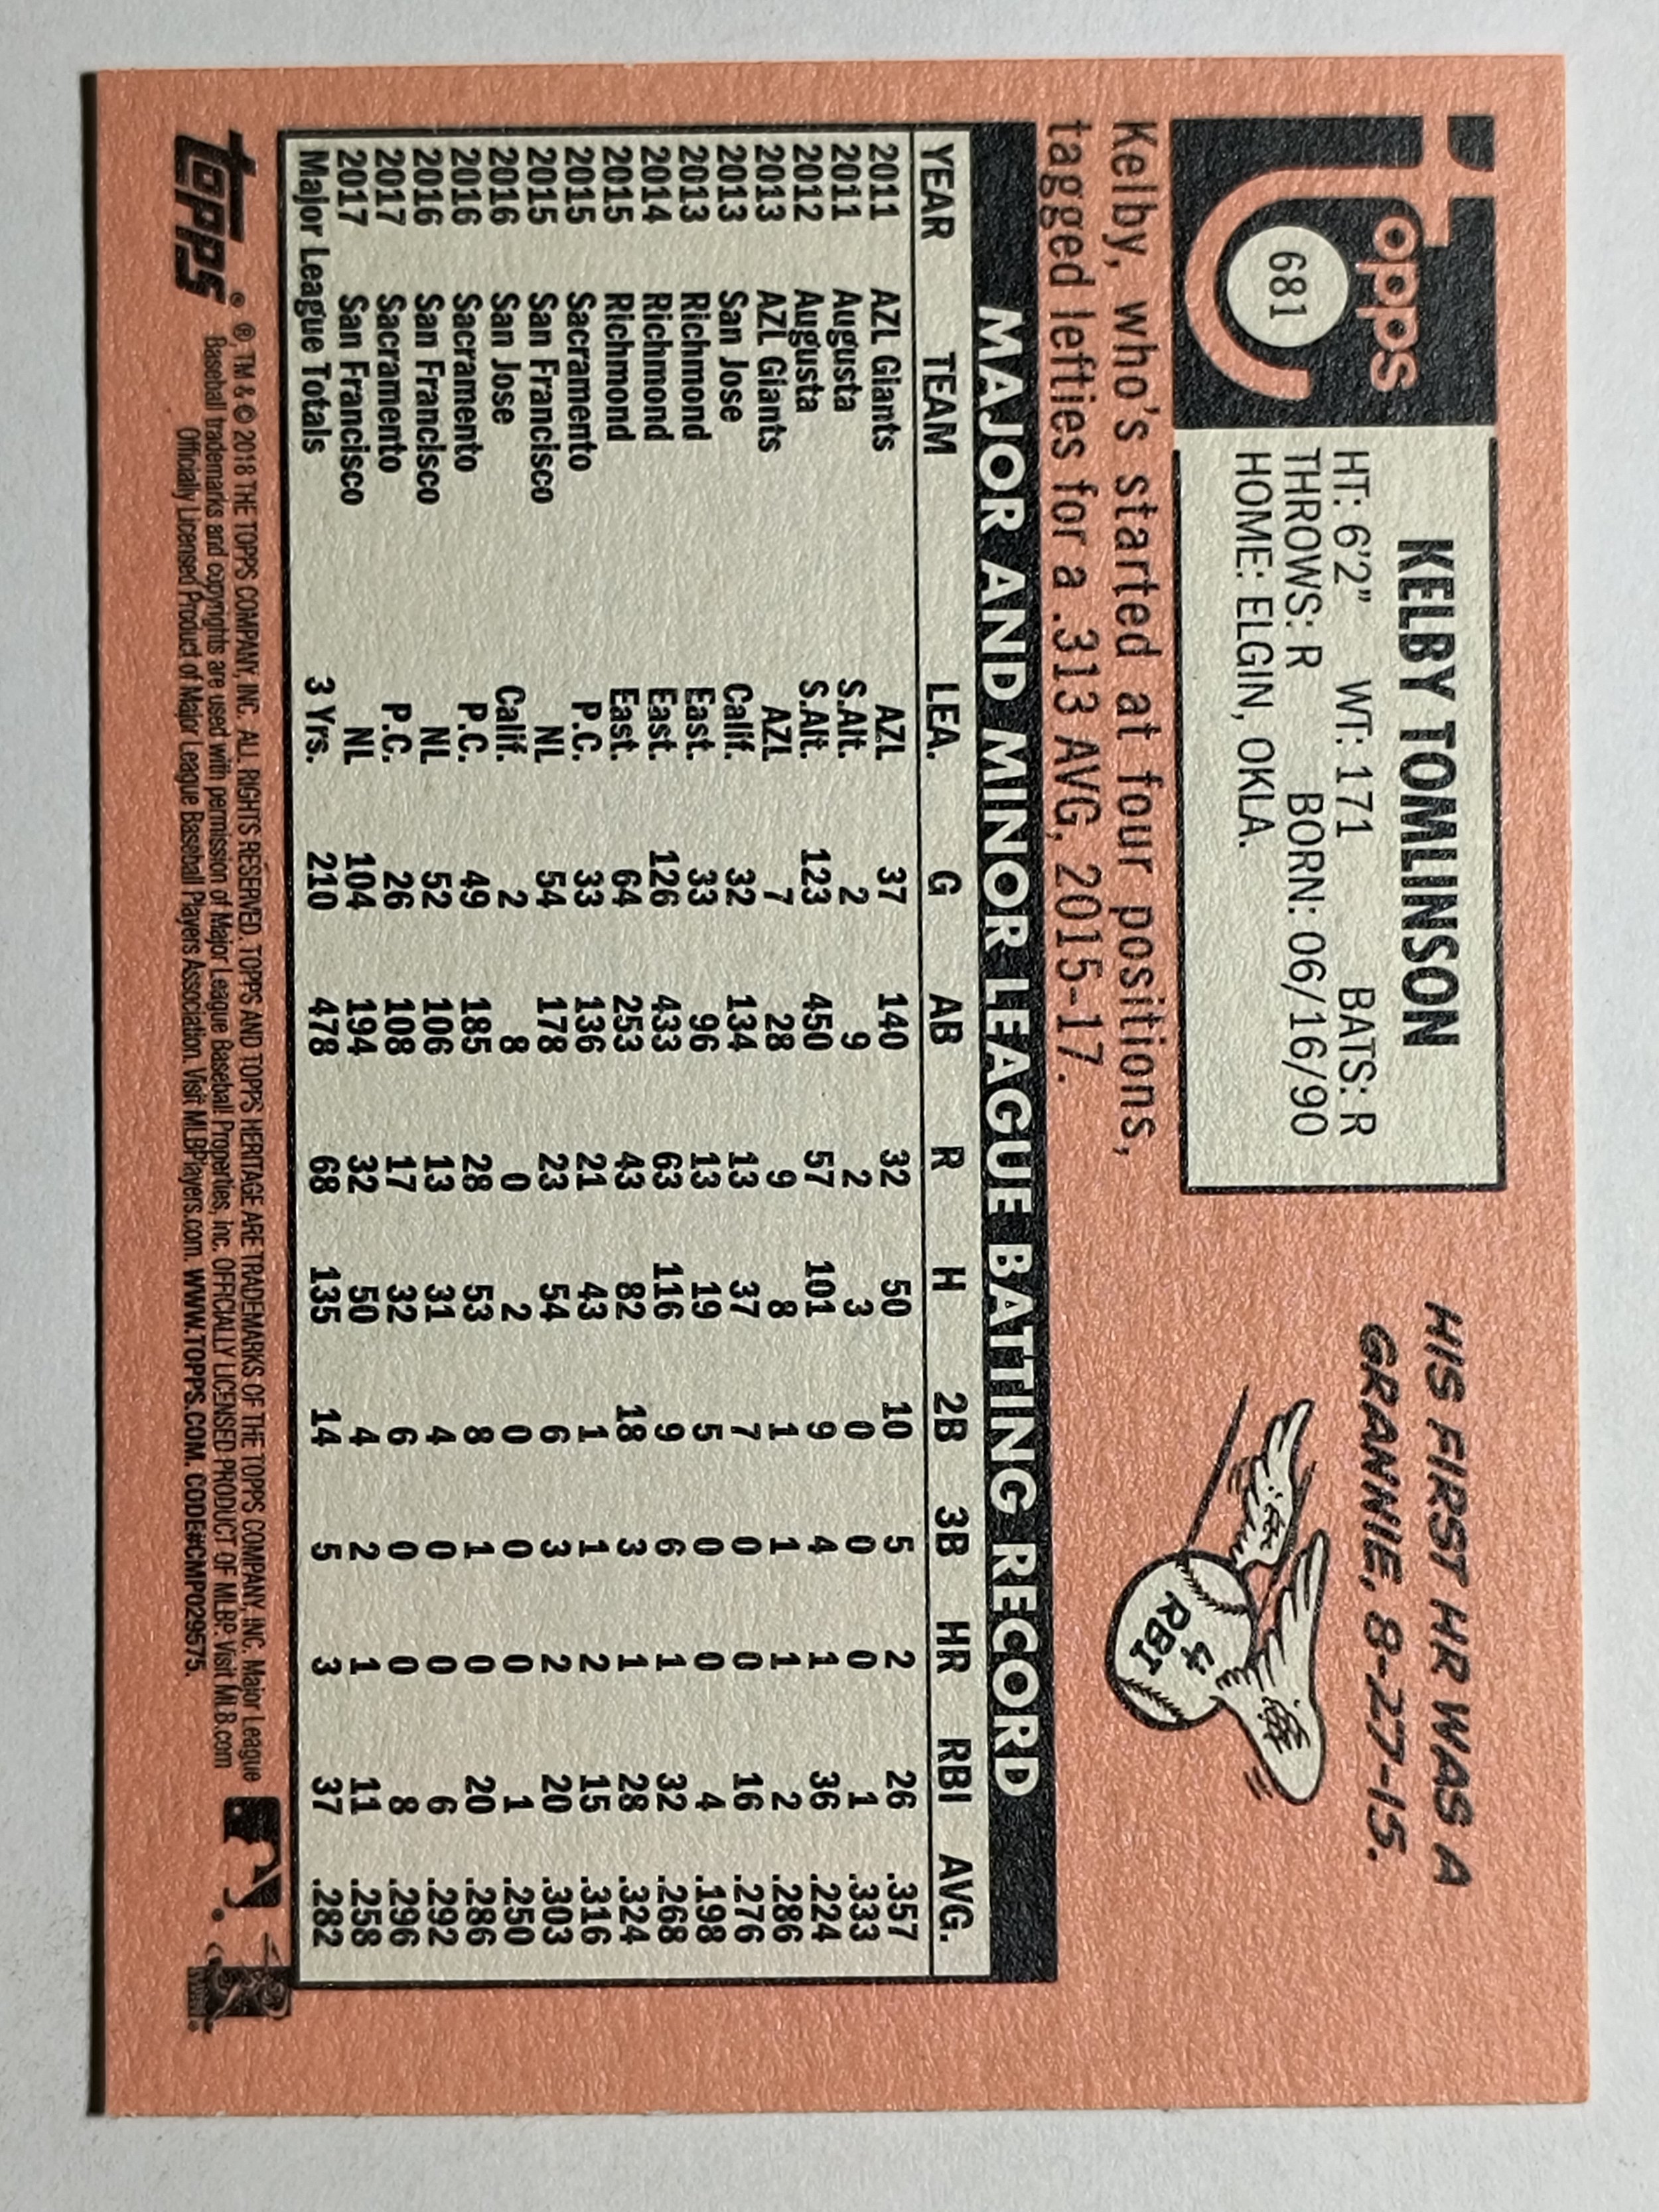 Topps
681
KELBY TOMLINSON
HT: 6'2" WT: 171 BATS: R
THROWS: R BORN: 06/16/90
HOME: ELGIN, OKLA.
HIS FIRST HR WAS A
GRANNIE, 8-27-15.
4
RBI
Kelby, who's started at four positions,
tagged lefties for a .313 AVG, 2015-17.
MAJOR AND MINOR LEAGUE BATTING RECORD
YEAR TEAM LEA. G AB R H 2B 3B HR RBI AVG.
2011 AZL Giants AZL 37 140 32 50 10 5 2 26 .357
2011 Augusta S.Alt. 2 9 2 3 0 0 0 1 .333
2012 Augusta S.Alt. 123 450 57 101 9 4 1 36 .224
2013 AZL Giants AZL 7 28 9 8 1 1 1 2 .286
2013 San Jose Calif. 32 134 13 37 7 0 0 16 .276
2013 Richmond East. 33 96 13 19 5 0 0 4 .198
2014 Richmond East. 126 433 63 116 9 6 1 32 .268
2015 Richmond East. 64 253 43 82 18 3 1 28 .324
2015 Sacramento P.C. 33 136 21 43 1 1 2 15 .316
2015 San Francisco NL 54 178 23 54 6 3 2 20 .303
2016 San Jose Calif. 2 8 0 2 0 0 0 1 .250
2016 Sacramento P.C. 49 185 28 53 8 1 0 20 .286
2016 San Francisco NL 52 106 13 31 4 0 0 6 .292
2017 Sacramento P.C. 26 108 17 32 6 0 0 8 .296
2017 San Francisco NL 104 194 32 50 4 2 1 11 .258
Major League Totals 3 Yrs. 210 478 68 135 14 5 3 37 .282
topps ® ®, TM & © 2018 THE TOPPS COMPANY, INC. ALL RIGHTS RESERVED. TOPPS AND TOPPS HERITAGE ARE TRADEMARKS OF THE TOPPS COMPANY, INC. Major League
Baseball trademarks and copyrights are used with permission of Major League Baseball Properties, Inc. OFFICIALLY LICENSED PRODUCT OF MLBP. Visit MLB.com
Officially Licensed Product of Major League Baseball Players Association. Visit MLBPlayers.com. WWW.TOPPS.COM. CODE#CMP029575.